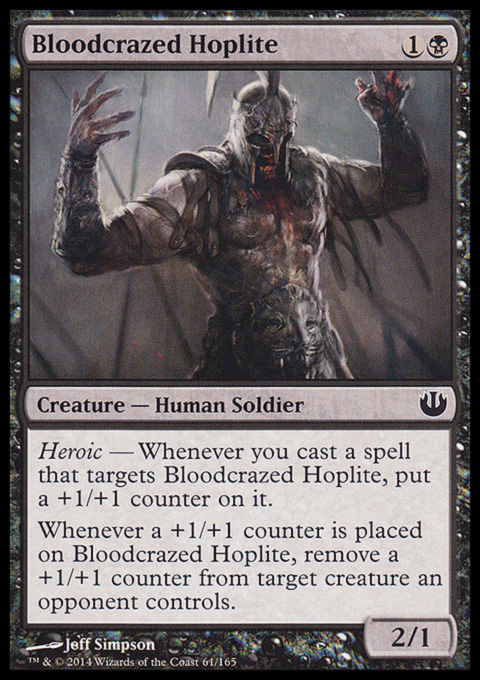 Bloodcrazed Hoplite 1
Creature — Human Soldier
Heroic — Whenever you cast a spell
that targets Bloodcrazed Hoplite, put
a +1/+1 counter on it.
Whenever a +1/+1 counter is placed
on Bloodcrazed Hoplite, remove a
+1/+1 counter from target creature an
opponent controls.
Jeff Simpson
2/1
™ & © 2014 Wizards of the Coast 61/165